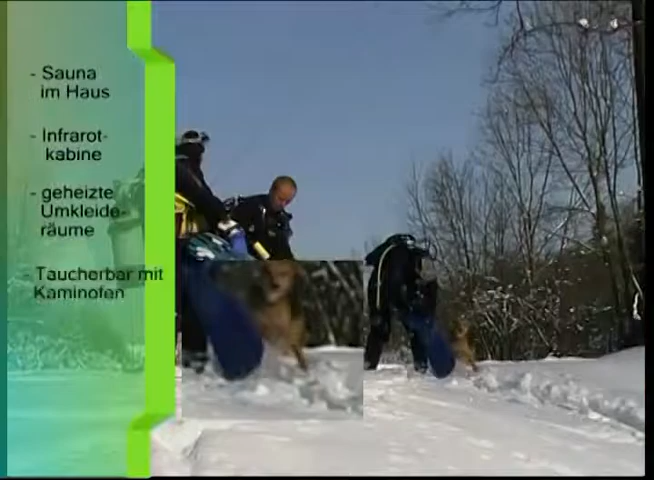 - Sauna
im Haus
- Infrarot-
kabine
- geheizte
Umkleide-
räume
- Taucherbar mit
Kaminofen